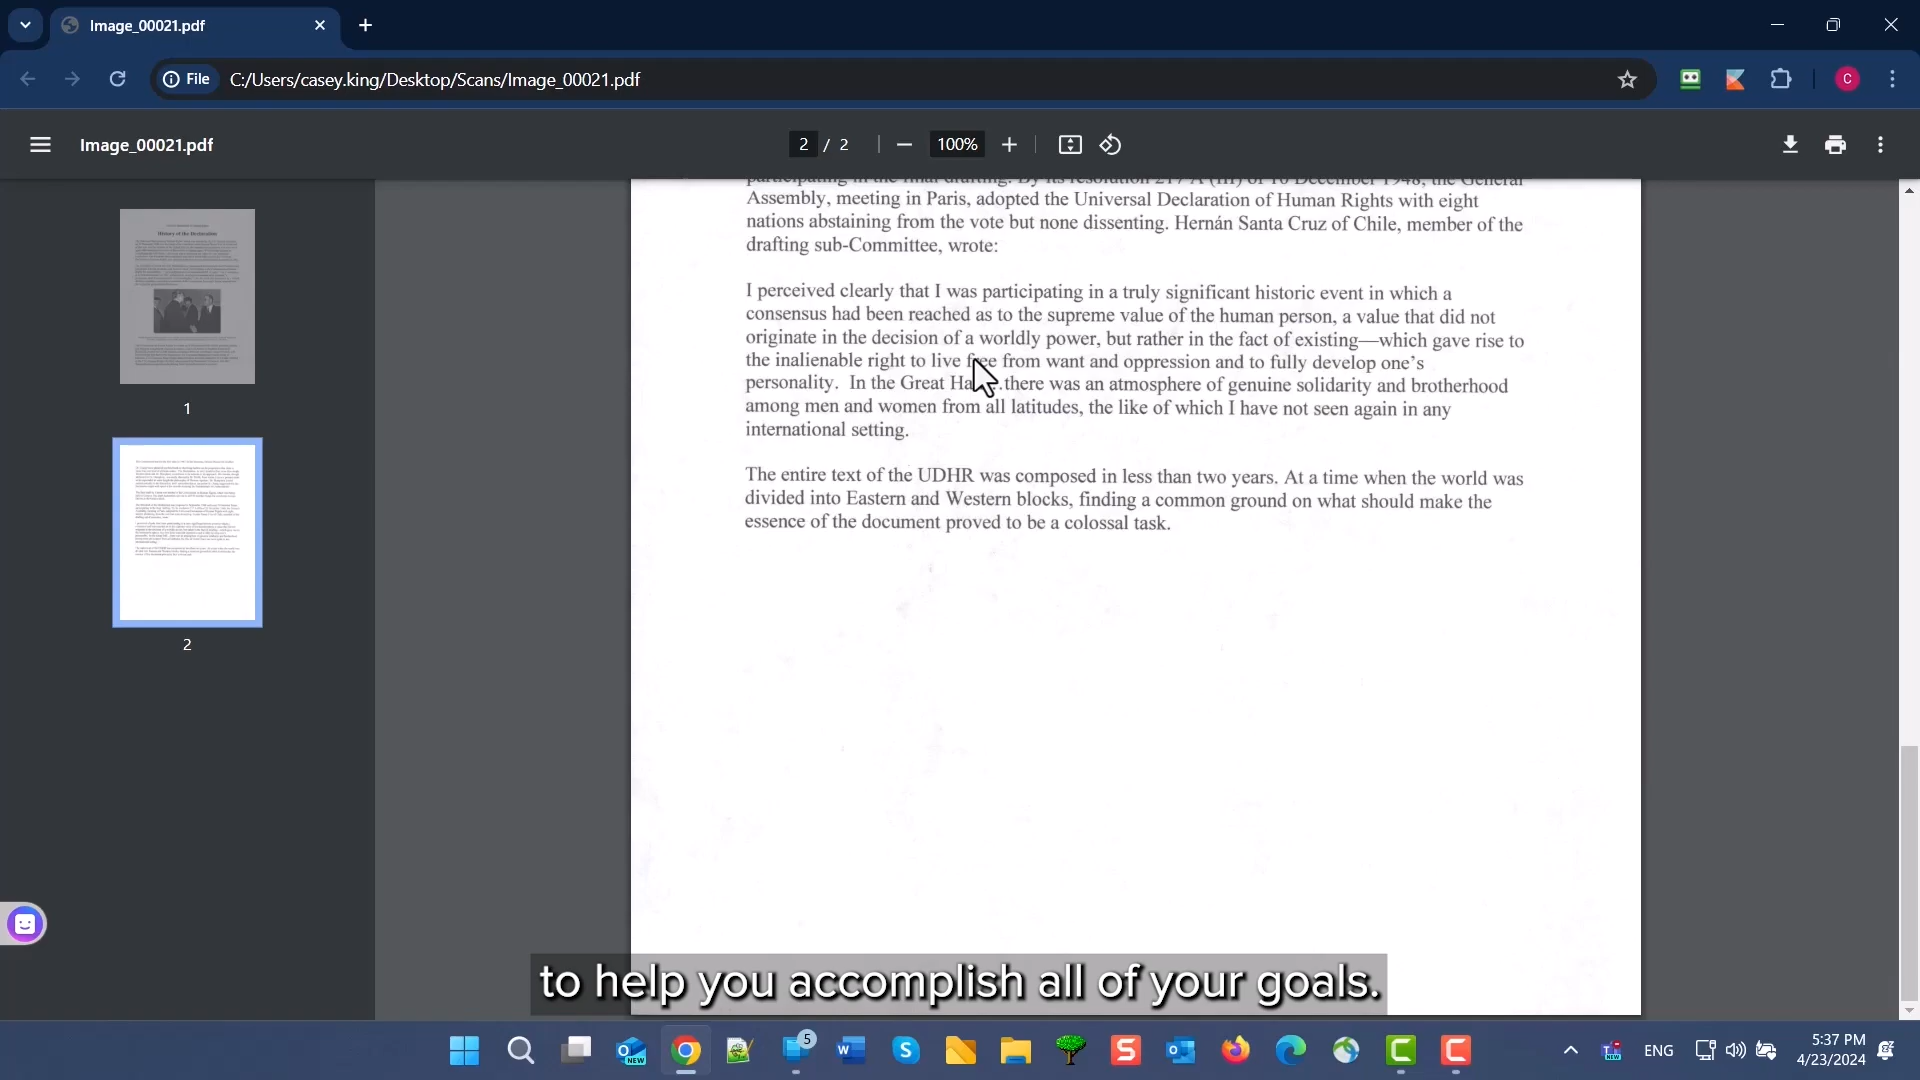 Image_00021.pdf
File C:/Users/casey.king/Desktop/Scans/Image_00021.pdf
C
Image_00021.pdf
2 / 2
100%
History of the Declaration
1
2
participating in the final drafting. By its resolution 217 A (III) of 10 December 1948, the General
Assembly, meeting in Paris, adopted the Universal Declaration of Human Rights with eight
nations abstaining from the vote but none dissenting. Hernán Santa Cruz of Chile, member of the
drafting sub-Committee, wrote:
I perceived clearly that I was participating in a truly significant historic event in which a
consensus had been reached as to the supreme value of the human person, a value that did not
originate in the decision of a worldly power, but rather in the fact of existing—which gave rise to
the inalienable right to live free from want and oppression and to fully develop one’s
personality. In the Great Ha...there was an atmosphere of genuine solidarity and brotherhood
among men and women from all latitudes, the like of which I have not seen again in any
international setting.
The entire text of the UDHR was composed in less than two years. At a time when the world was
divided into Eastern and Western blocks, finding a common ground on what should make the
essence of the document proved to be a colossal task.
to help you accomplish all of your goals.
NEW
5
W
S
S
C
C
NEW
ENG
5:37 PM
4/23/2024